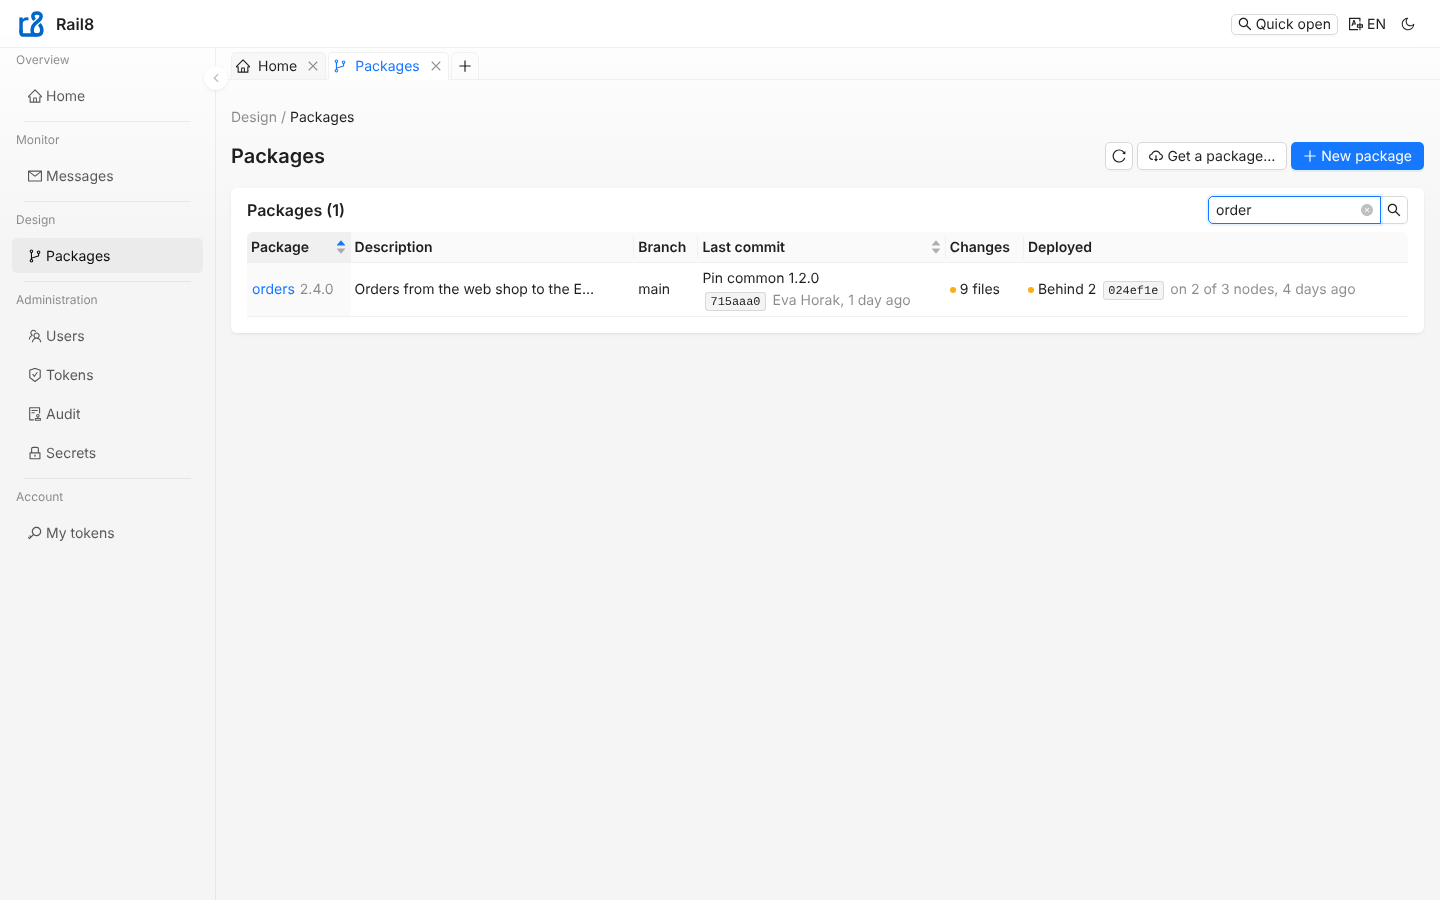 Rail8
Quick open
EN
Overview
Home
Monitor
Messages
Design
Packages
Administration
Users
Tokens
Audit
Secrets
Account
My tokens
Home
Packages
Design / Packages
Packages
Get a package...
New package
Packages (1)
order
Package Description Branch Last commit Changes Deployed
orders 2.4.0 Orders from the web shop to the E... main Pin common 1.2.0
715aaa0 Eva Horak, 1 day ago
9 files Behind 2 024ef1e on 2 of 3 nodes, 4 days ago